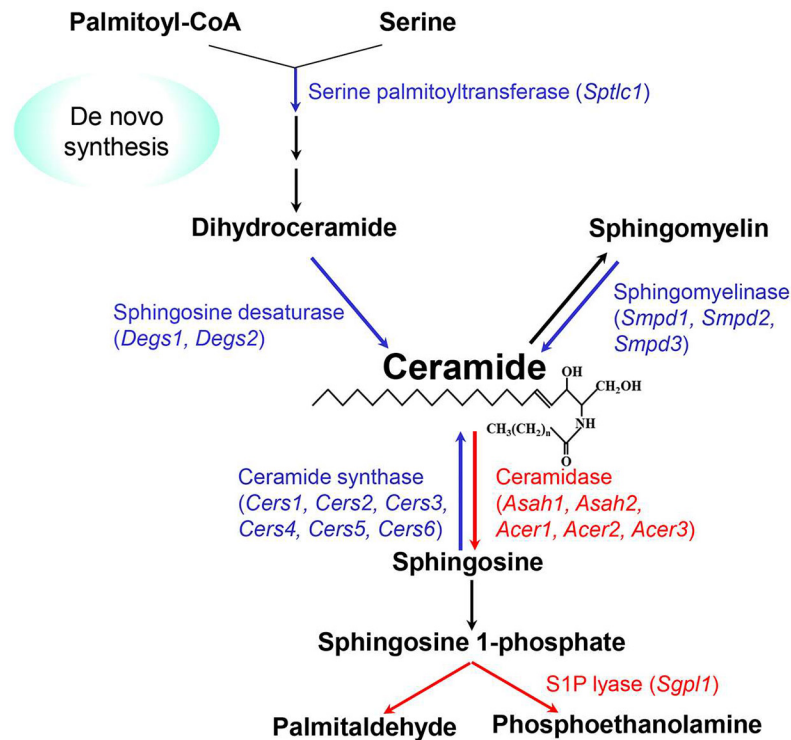 Palmitoyl-CoA Serine
Serine palmitoyltransferase (Sptlc1)
De novo
synthesis
Dihydroceramide
Sphingomyelin
Sphingosine desaturase
(Degs1, Degs2)
Sphingomyelinase
(Smpd1, Smpd2,
Smpd3)
Ceramide
OH
CH₂OH
NH
CH₃(CH₂)ₙ
O
Ceramide synthase
(Cers1, Cers2, Cers3,
Cers4, Cers5, Cers6)
Ceramidase
(Asah1, Asah2,
Acer1, Acer2, Acer3)
Sphingosine
Sphingosine 1-phosphate
S1P lyase (Sgpl1)
Palmitaldehyde
Phosphoethanolamine